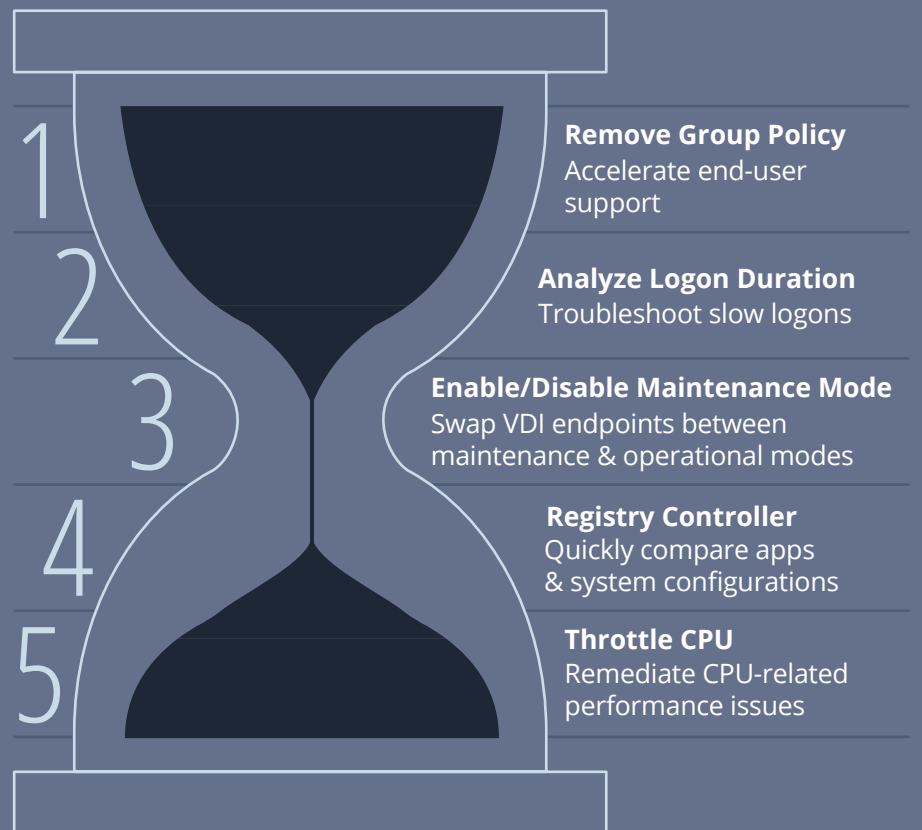 1
Remove Group Policy
Accelerate end-user
support
2
Analyze Logon Duration
Troubleshoot slow logons
3
Enable/Disable Maintenance Mode
Swap VDI endpoints between
maintenance & operational modes
4
Registry Controller
Quickly compare apps
& system configurations
5
Throttle CPU
Remediate CPU-related
performance issues